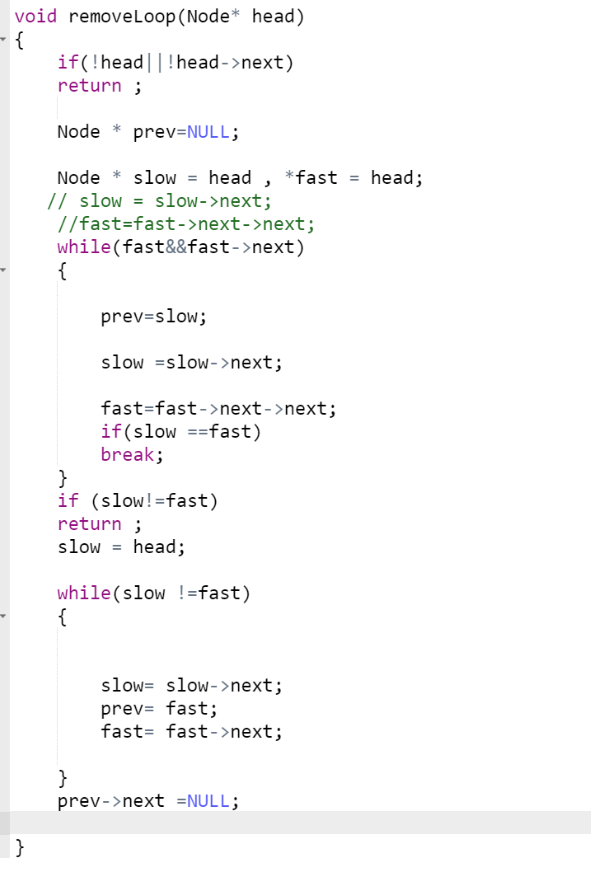 void removeLoop(Node* head)
{
    if(!head||!head->next)
    return ;
    Node * prev=NULL;
    Node * slow = head , *fast = head;
   // slow = slow->next;
    //fast=fast->next->next;
    while(fast&&fast->next)
    {
        prev=slow;
        slow =slow->next;
        fast=fast->next->next;
        if(slow ==fast)
        break;
    }
    if (slow!=fast)
    return ;
    slow = head;
    while(slow !=fast)
    {
        slow= slow->next;
        prev= fast;
        fast= fast->next;
    }
    prev->next =NULL;
}